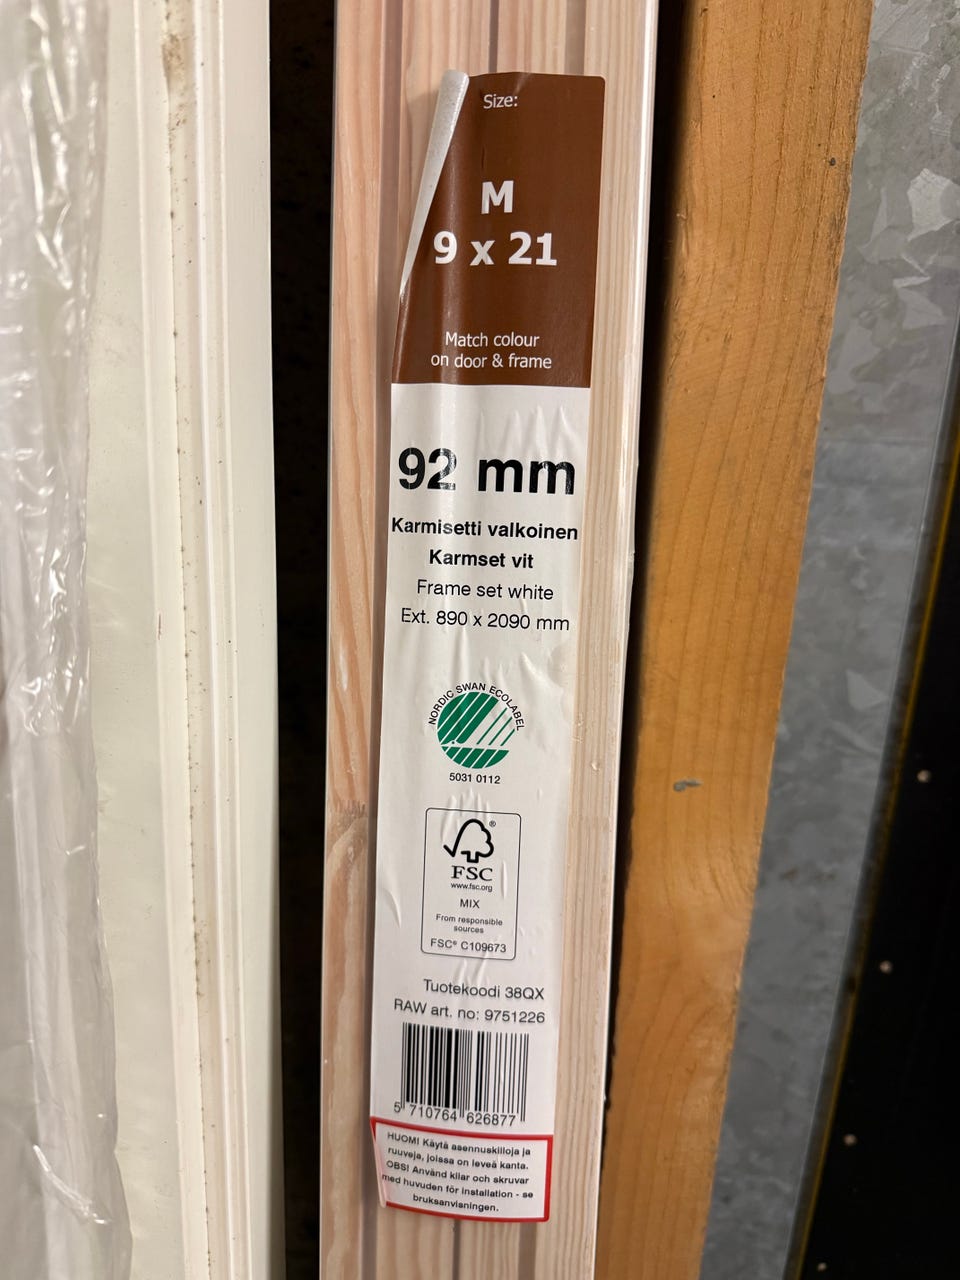 Size:
M
9 x 21
Match colour
on door & frame
92 mm
Karmisetti valkoinen
Karmset vit
Frame set white
Ext. 890 x 2090 mm
NORDIC SWAN ECOLABEL
5031 0112
®
FSC
www.fsc.org
MIX
From responsible
sources
FSC® C109673
Tuotekoodi 38QX
RAW art. no: 9751226
5 710764 626877
HUOM! Käytä asennuskiiloja ja
ruuveja, joissa on leveä kanta.
OBS! Använd kilar och skruvar
med huvuden för installation - se
bruksanvisningen.